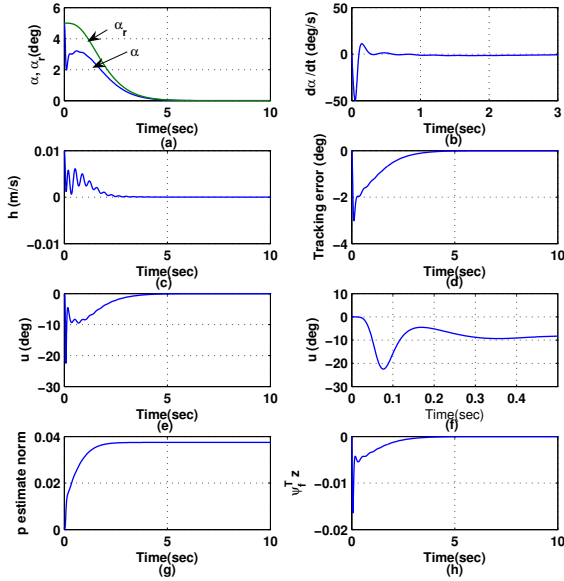 α, α_r(deg)
6
4
2
0
α_r
α
0 5 10
Time(sec)
(a)
dα/dt (deg/s)
50
0
−50
0 1 2 3
Time(sec)
(b)
h (m/s)
0.01
0
−0.01
0 5 10
Time(sec)
(c)
Tracking error (deg)
0
−2
−4
0 5 10
Time(sec)
(d)
u (deg)
10
0
−10
−20
−30
0 5 10
Time(sec)
(e)
u (deg)
10
0
−10
−20
−30
0 0.1 0.2 0.3 0.4
Time(sec)
(f)
p estimate norm
0.04
0.02
0
0 5 10
Time(sec)
(g)
ψ_f^T z
0
−0.01
−0.02
0 5 10
Time(sec)
(h)